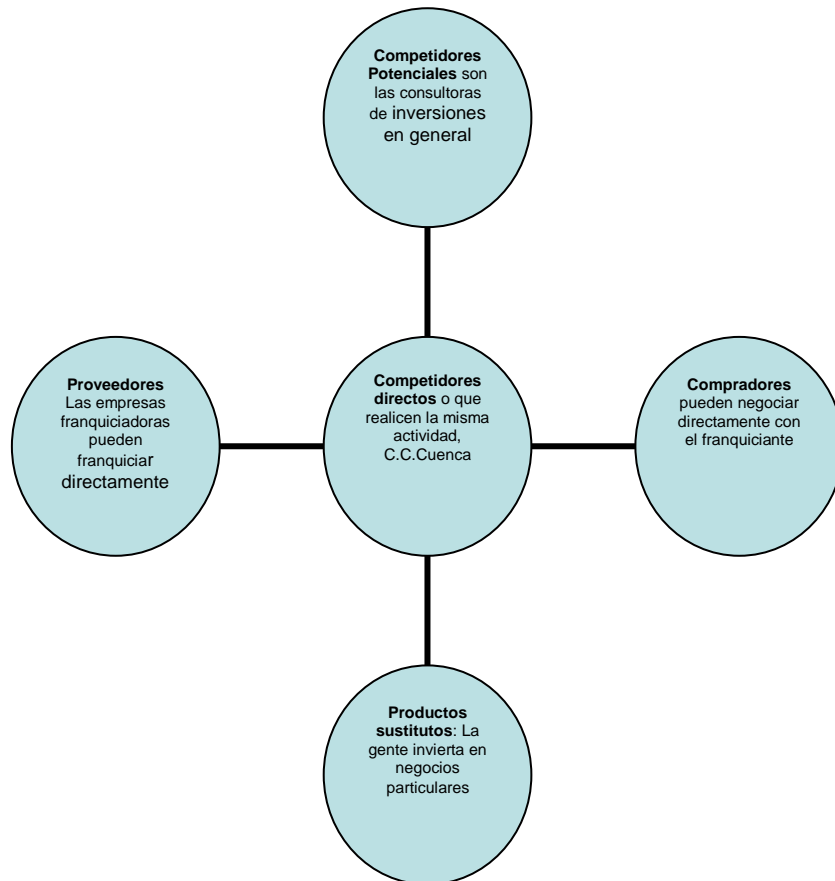 Competidores
Potenciales son
las consultoras
de inversiones
en general
Proveedores
Las empresas
franquiciadoras
pueden
franquiciar
directamente
Competidores
directos o que
realicen la misma
actividad,
C.C.Cuenca
Compradores
pueden negociar
directamente con
el franquiciante
Productos
sustitutos: La
gente invierta en
negocios
particulares